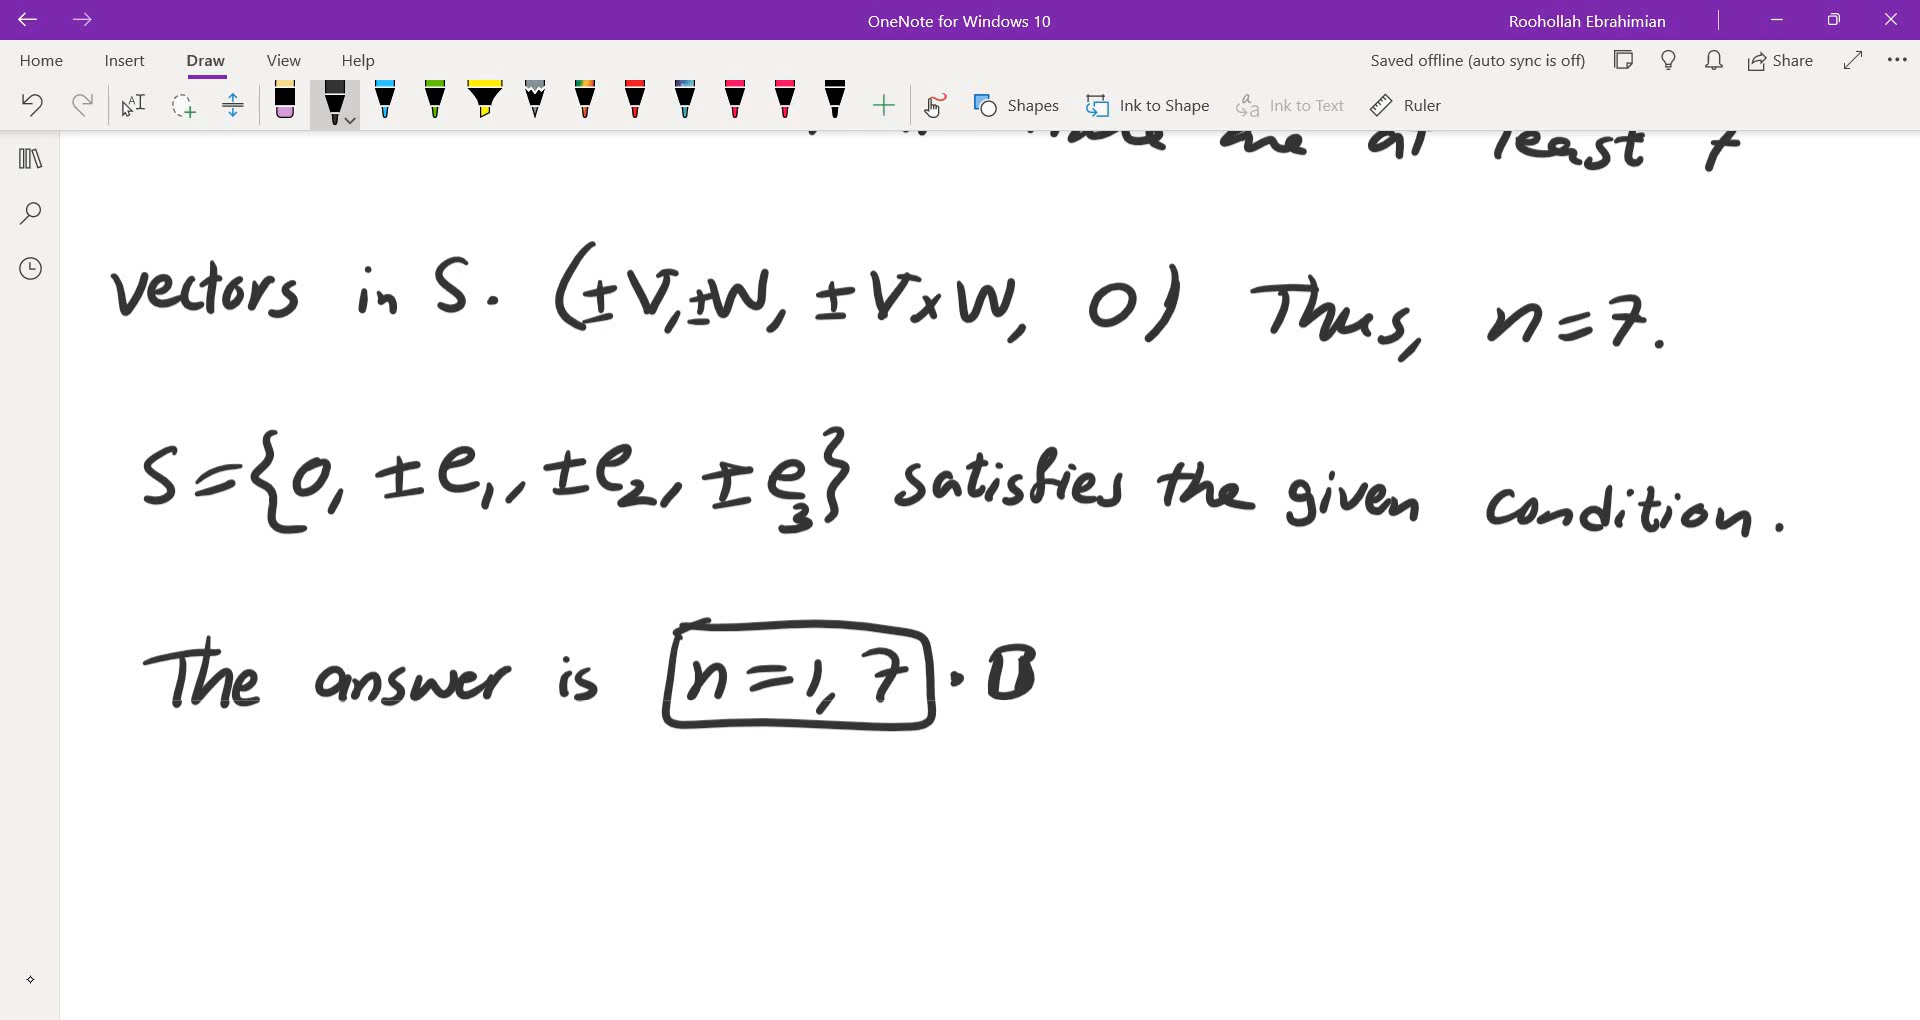 OneNote for Windows 10
Roohollah Ebrahimian
Home Insert Draw View Help
Saved offline (auto sync is off) Share
Shapes Ink to Shape Ink to Text Ruler
at least 7
vectors in S. (±V, ±W, ±V×W, 0) Thus, n=7.
S={0, ±e₁, ±e₂, ±e₃} satisfies the given condition.
The answer is n=1, 7.